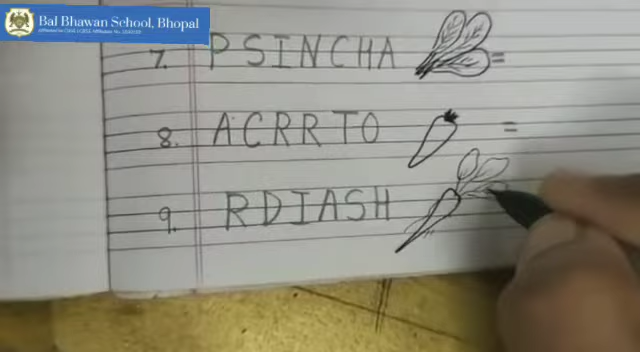 Bal Bhawan School, Bhopal
7. PSINCHA =
8. ACRRTO =
9. RDIASH